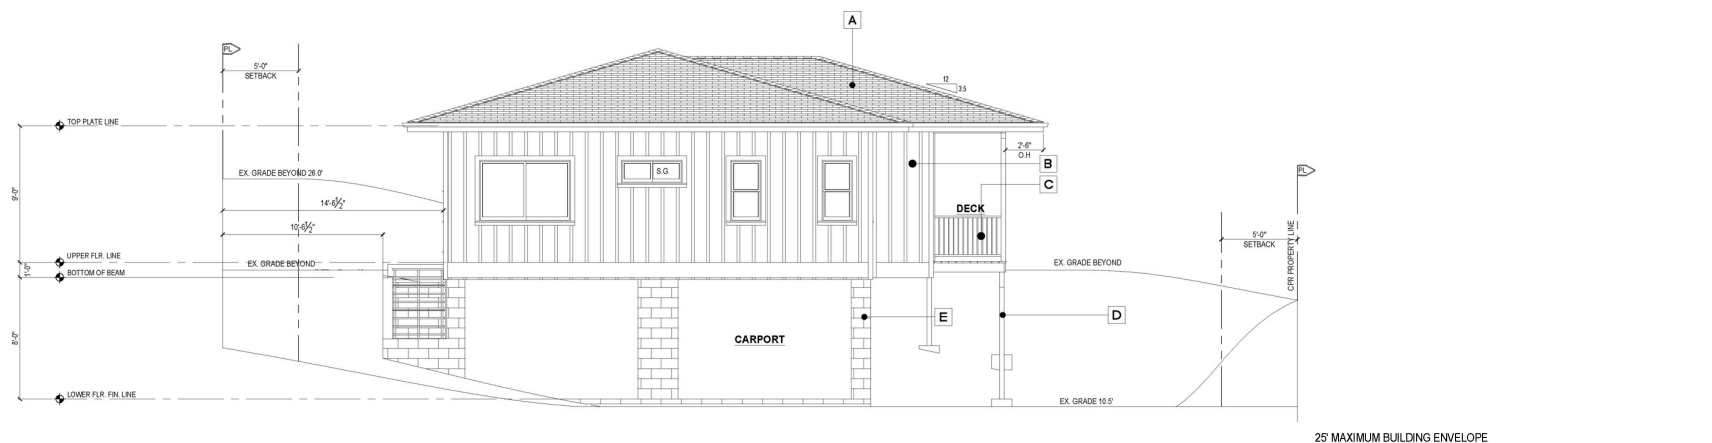 A
PL
5'-0"
SETBACK
12
3.5
TOP PLATE LINE
2'-6"
O.H
B
PL
S.G.
EX. GRADE BEYOND 26.0'
C
9'-0"
14'-6½"
DECK
10'-6½"
5'-0"
SETBACK
CPR PROPERTY LINE
UPPER FLR. LINE
EX. GRADE BEYOND
EX. GRADE BEYOND
1'-0"
BOTTOM OF BEAM
E
D
8'-0"
CARPORT
LOWER FLR. FIN. LINE
EX. GRADE 10.5'
25' MAXIMUM BUILDING ENVELOPE